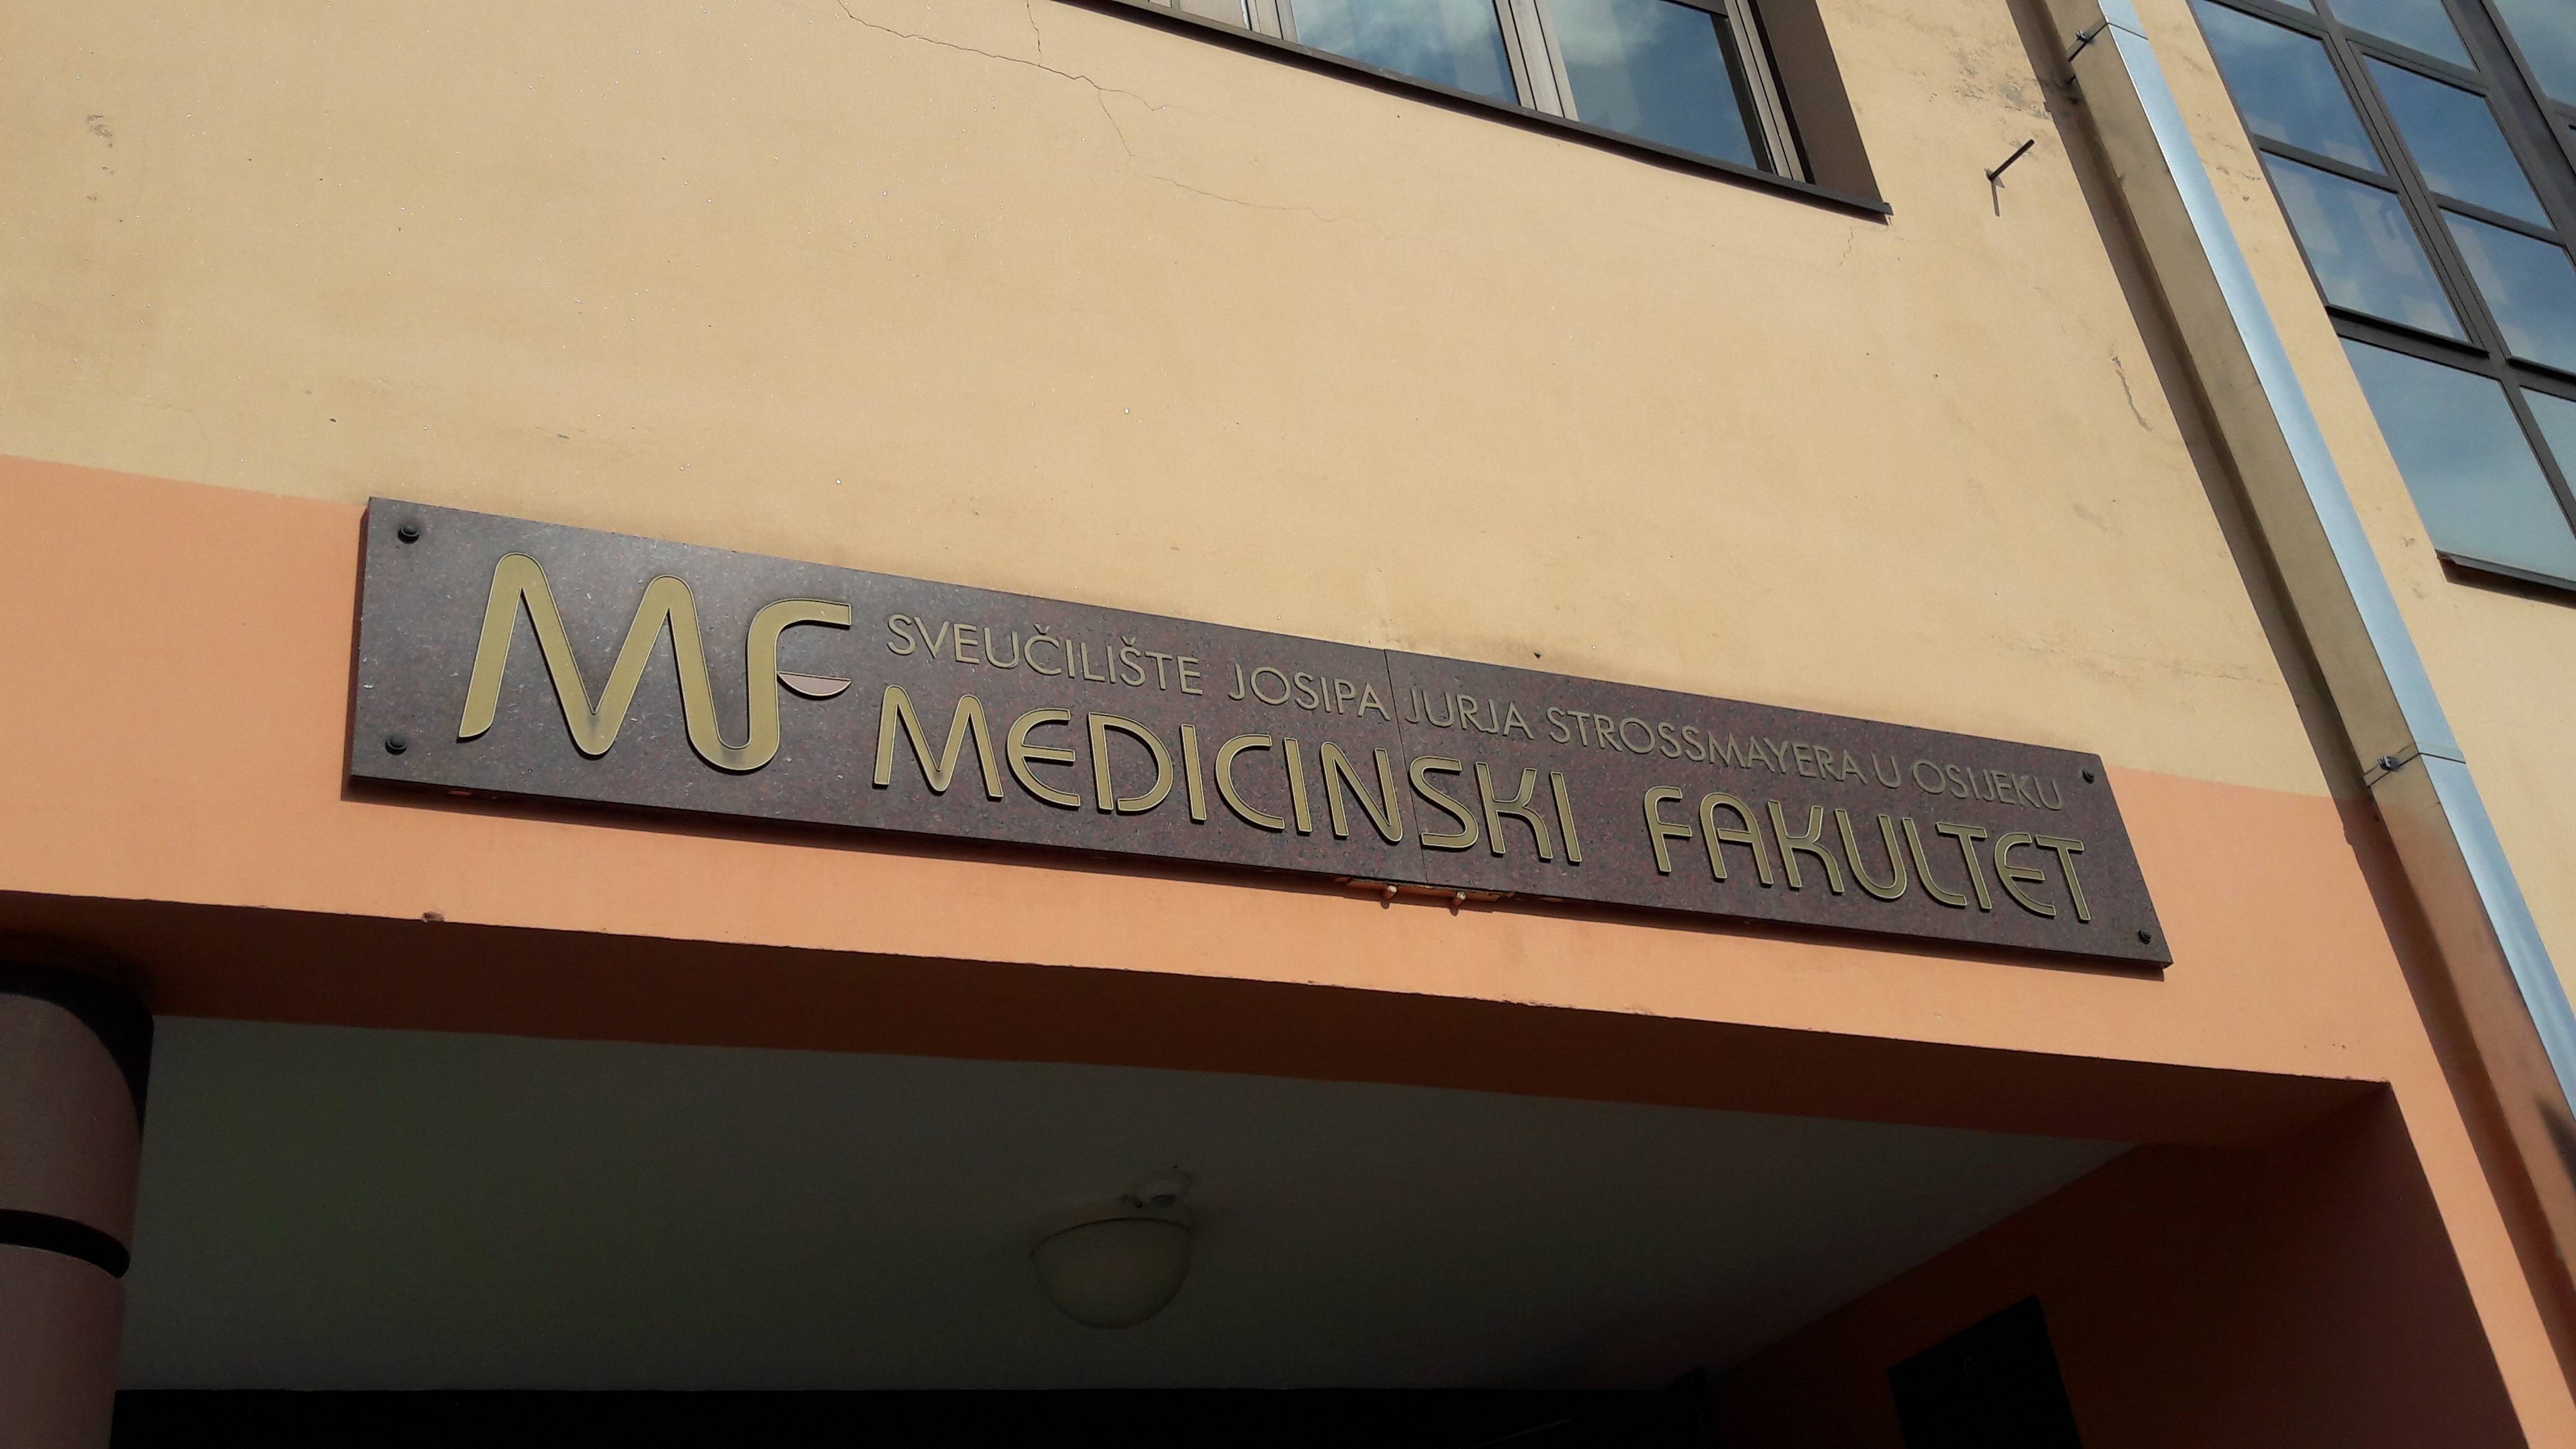 MF
SVEUČILIŠTE JOSIPA JURJA STROSSMAYERA U OSIJEKU
MEDICINSKI FAKULTET